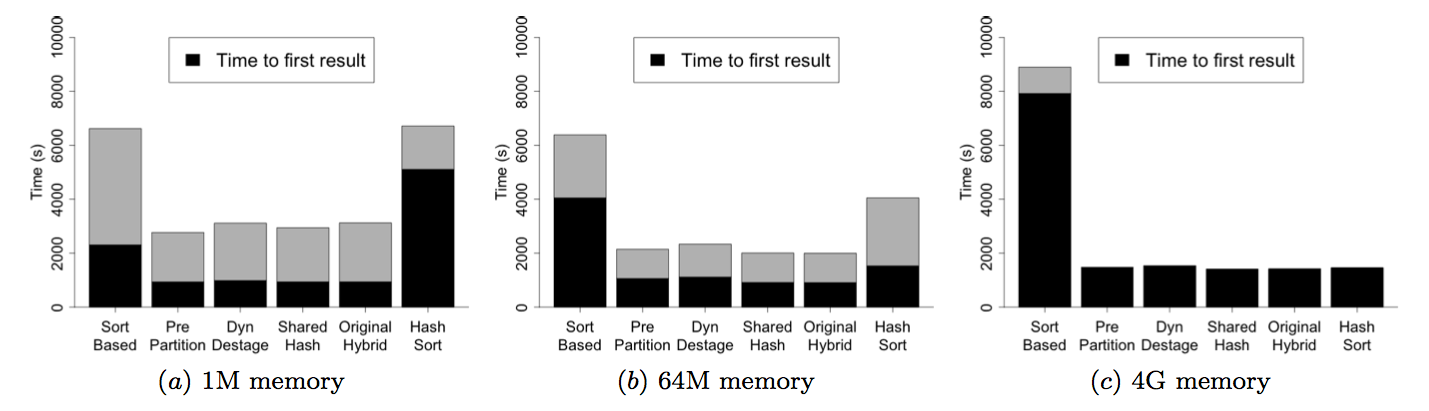 Time (s)
0
2000
4000
6000
8000
10000
Time to first result
Sort Based
Pre Partition
Dyn Destage
Shared Hash
Original Hybrid
Hash Sort
(a) 1M memory
Time (s)
0
2000
4000
6000
8000
10000
Time to first result
Sort Based
Pre Partition
Dyn Destage
Shared Hash
Original Hybrid
Hash Sort
(b) 64M memory
Time (s)
0
2000
4000
6000
8000
10000
Time to first result
Sort Based
Pre Partition
Dyn Destage
Shared Hash
Original Hybrid
Hash Sort
(c) 4G memory